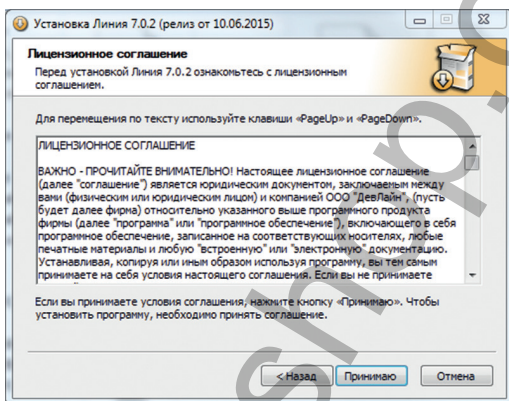 Установка Линия 7.0.2 (релиз от 10.06.2015)
Лицензионное соглашение
Перед установкой Линия 7.0.2 ознакомьтесь с лицензионным
соглашением.
Для перемещения по тексту используйте клавиши «PageUp» и «PageDown».
ЛИЦЕНЗИОННОЕ СОГЛАШЕНИЕ
ВАЖНО - ПРОЧИТАЙТЕ ВНИМАТЕЛЬНО! Настоящее лицензионное соглашение
(далее "соглашение") является юридическим документом, заключаемым между
вами (физическим или юридическим лицом) и компанией ООО "ДевЛайн", (пусть
будет далее фирма) относительно указанного выше программного продукта
фирмы (далее "программа" или "программное обеспечение"), включающего в себя
программное обеспечение, записанное на соответствующих носителях, любые
печатные материалы и любую "встроенную" или "электронную" документацию.
Устанавливая, копируя или иным образом используя программу, вы тем самым
принимаете на себя условия настоящего соглашения. Если вы не принимаете
Если вы принимаете условия соглашения, нажмите кнопку «Принимаю». Чтобы
установить программу, необходимо принять соглашение.
< Назад Принимаю Отмена
shop.